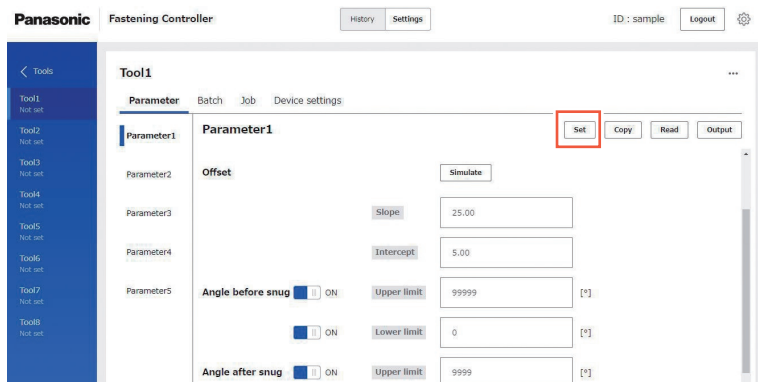 Panasonic Fastening Controller History Settings ID : sample Logout
Tools
Tool1
Not set
Tool2
Not set
Tool3
Not set
Tool4
Not set
Tool5
Not set
Tool6
Not set
Tool7
Not set
Tool8
Not set
Tool1 ...
Parameter Batch Job Device settings
Parameter1
Parameter2
Parameter3
Parameter4
Parameter5
Parameter1 Set Copy Read Output
Offset Simulate
Slope 25.00
Intercept 5.00
Angle before snug ON Upper limit 99999 [°]
ON Lower limit 0 [°]
Angle after snug ON Upper limit 9999 [°]